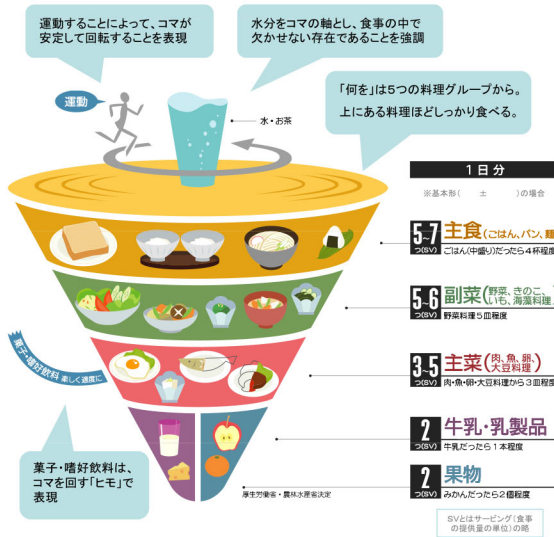 運動することによって、コマが
安定して回転することを表現
水分をコマの軸とし、食事の中で
欠かせない存在であることを強調
「何を」は5つの料理グループから。
上にある料理ほどしっかり食べる。
運動
水・お茶
1日分
※基本形( ± )の場合
5~7 つ(SV) 主食(ごはん、パン、麺
ごはん(中盛り)だったら4杯程度
5~6 つ(SV) 副菜(野菜、きのこ、
いも、海藻料理
野菜料理5皿程度
3~5 つ(SV) 主菜(肉、魚、卵、
大豆料理)
肉・魚・卵・大豆料理から3皿程度
2 つ(SV) 牛乳・乳製品
牛乳だったら1本程度
2 つ(SV) 果物
みかんだったら2個程度
菓子・嗜好飲料 楽しく適度に
菓子・嗜好飲料は、
コマを回す「ヒモ」で
表現
厚生労働省・農林水産省決定
SVとはサービング(食事
の提供量の単位)の略